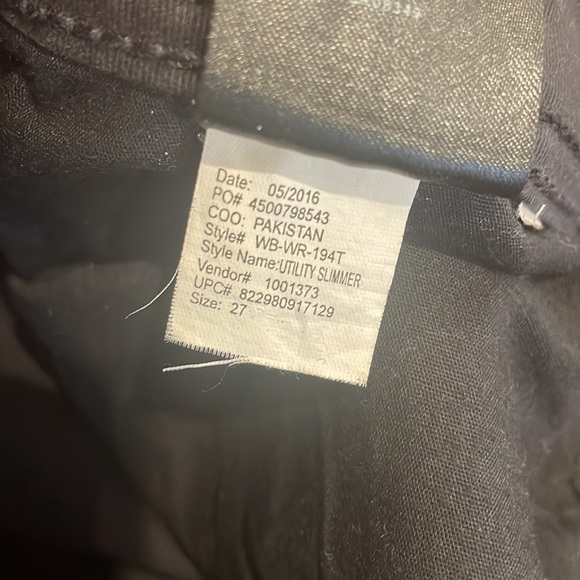 Date: 05/2016
PO# 4500798543
COO: PAKISTAN
Style# WB-WR-194T
Style Name:UTILITY SLIMMER
Vendor# 1001373
UPC# 822980917129
Size: 27